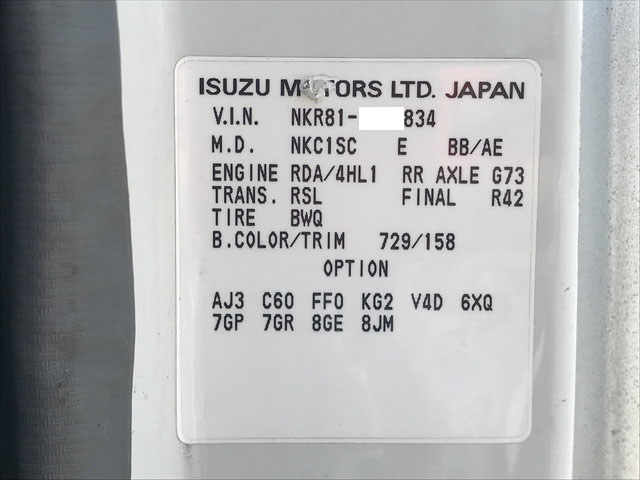 ISUZU MOTORS LTD. JAPAN
V.I.N. NKR81- 834
M.D. NKC1SC E BB/AE
ENGINE RDA/4HL1 RR AXLE G73
TRANS. RSL FINAL R42
TIRE BWQ
B.COLOR/TRIM 729/158
OPTION
AJ3 C60 FF0 KG2 V4D 6XQ
7GP 7GR 8GE 8JM